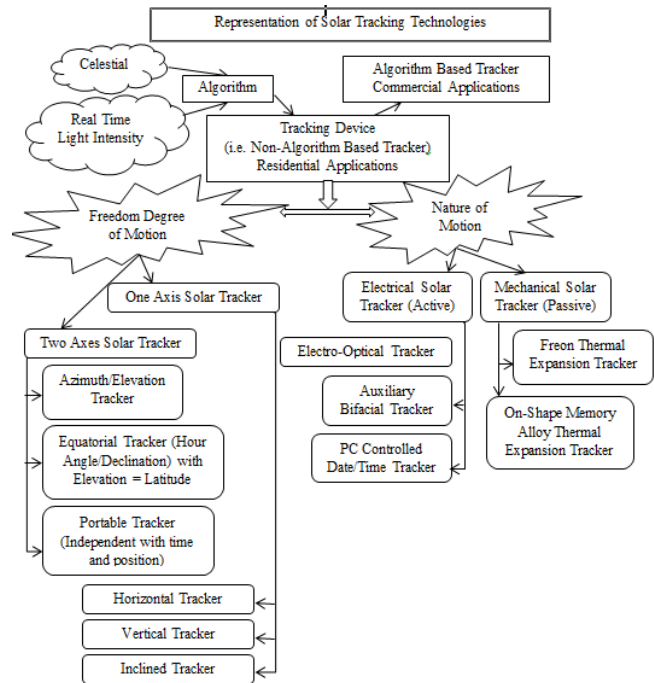 Representation of Solar Tracking Technologies
Celestial
Algorithm
Algorithm Based Tracker
Commercial Applications
Real Time
Light Intensity
Tracking Device
(i.e. Non-Algorithm Based Tracker)
Residential Applications
Freedom Degree
of Motion
Nature of
Motion
One Axis Solar Tracker
Electrical Solar
Tracker (Active)
Mechanical Solar
Tracker (Passive)
Two Axes Solar Tracker
Electro-Optical Tracker
Freon Thermal
Expansion Tracker
Azimuth/Elevation
Tracker
Auxiliary
Bifacial Tracker
On-Shape Memory
Alloy Thermal
Expansion Tracker
Equatorial Tracker (Hour
Angle/Declination) with
Elevation = Latitude
PC Controlled
Date/Time Tracker
Portable Tracker
(Independent with time
and position)
Horizontal Tracker
Vertical Tracker
Inclined Tracker